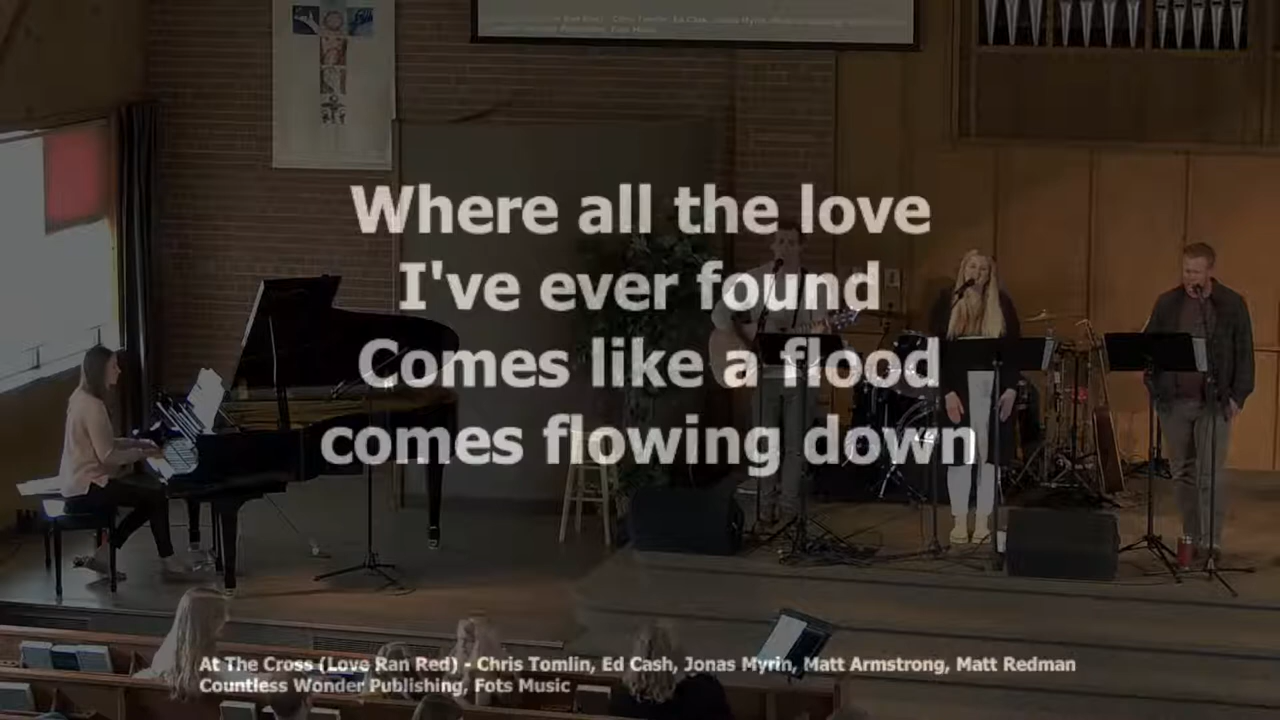 Where all the love
I've ever found
Comes like a flood
comes flowing down
At The Cross (Love Ran Red) - Chris Tomlin, Ed Cash, Jonas Myrin, Matt Armstrong, Matt Redman
Countless Wonder Publishing, Fots Music